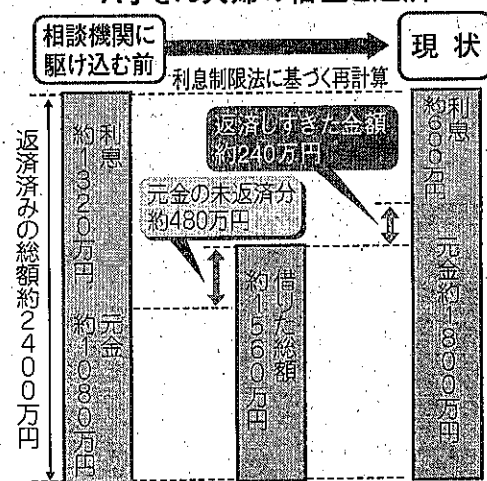 相談機関に
駆け込む前
現状
利息制限法に基づく再計算
返済済みの総額約2400万円
利息
約1320万円
元金
約1080万円
元金の未返済分
約480万円
返済しすぎた金額
約240万円
借りた総額
約1560万円
利息
約600万円
元金約1800万円